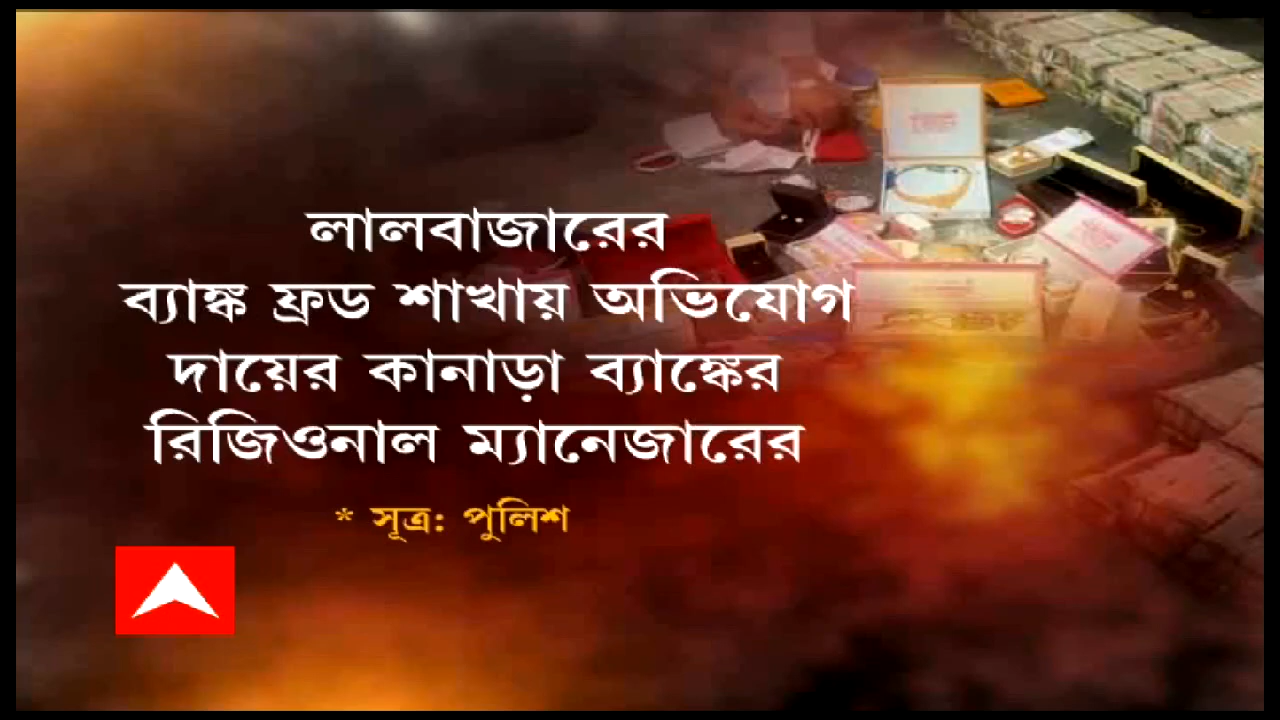 লালবাজারের
ব্যাঙ্ক ফ্রড শাখায় অভিযোগ
দায়ের কানাড়া ব্যাঙ্কের
রিজিওনাল ম্যানেজারের
* সূত্র: পুলিশ